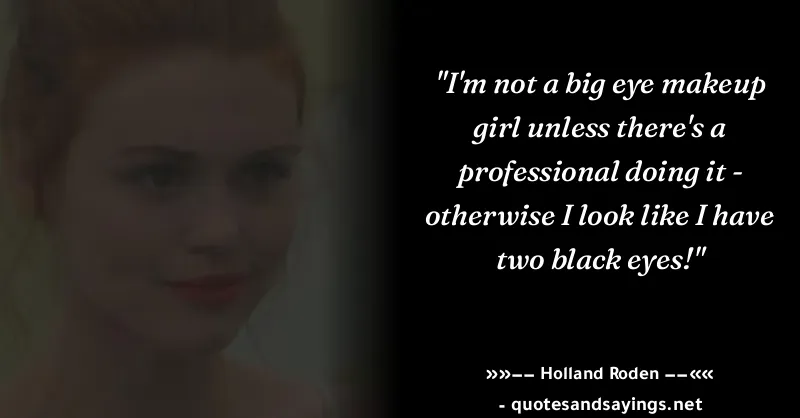 "I'm not a big eye makeup
girl unless there's a
professional doing it -
otherwise I look like I have
two black eyes!"
»»−− Holland Roden −−««
- quotesandsayings.net